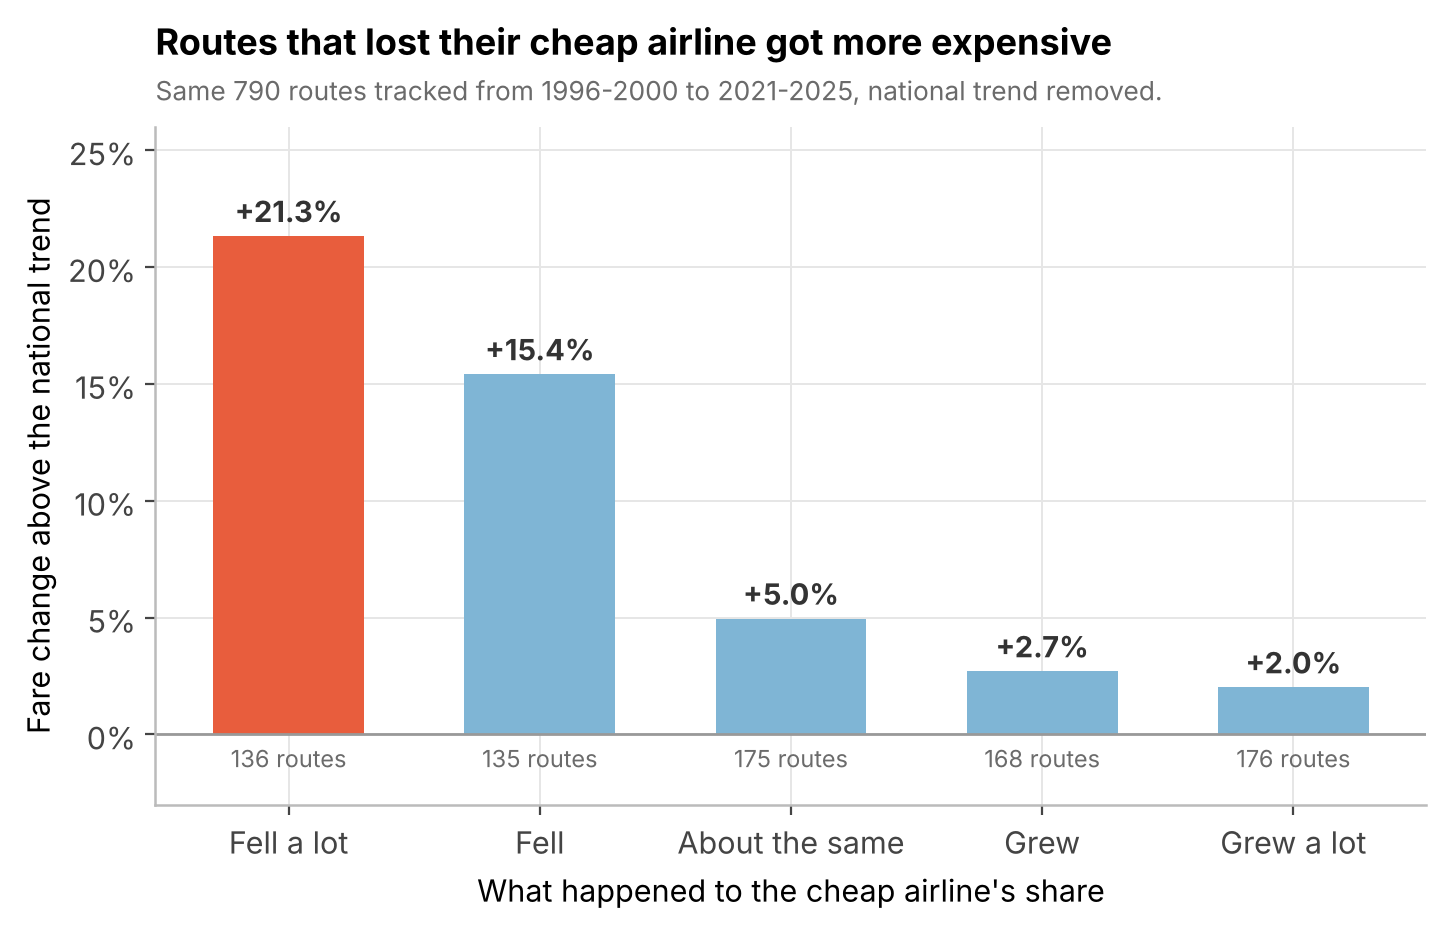 Routes that lost their cheap airline got more expensive
Same 790 routes tracked from 1996-2000 to 2021-2025, national trend removed.
Fare change above the national trend
25%
20%
15%
10%
5%
0%
+21.3%
+15.4%
+5.0%
+2.7%
+2.0%
136 routes
135 routes
175 routes
168 routes
176 routes
Fell a lot
Fell
About the same
Grew
Grew a lot
What happened to the cheap airline's share